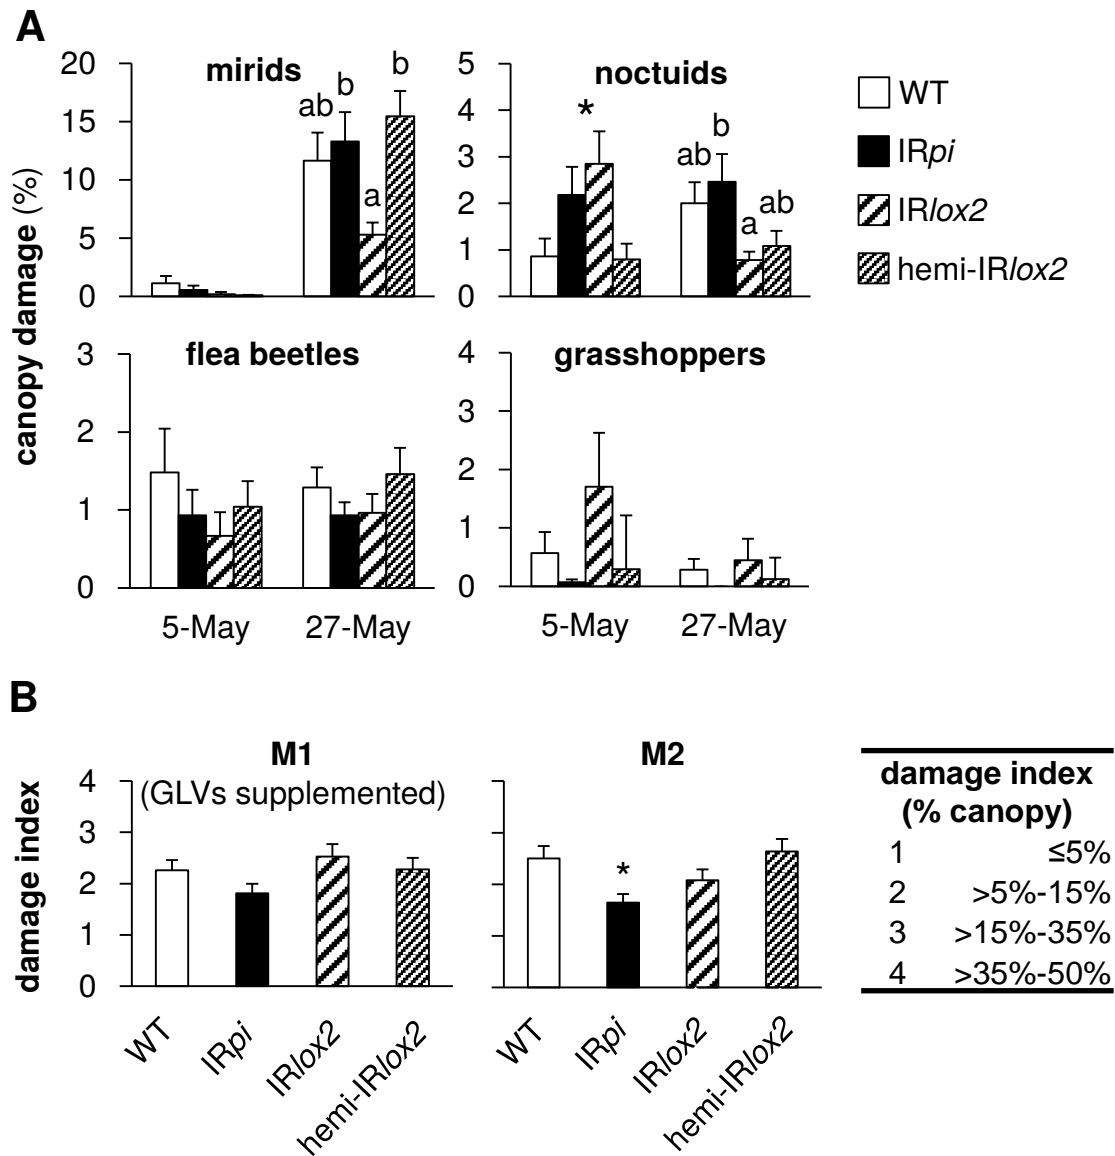 A
mirids
noctuids
canopy damage (%)
20
15
10
5
0
ab
b
a
b
5
4
3
2
1
0
*
ab
b
a
ab
WT
IRpi
IRlox2
hemi-IRlox2
flea beetles
grasshoppers
3
2
1
0
5-May
27-May
4
3
2
1
0
5-May
27-May
B
M1
(GLVs supplemented)
damage index
4
3
2
1
0
WT
IRpi
IRlox2
hemi-IRlox2
M2
*
WT
IRpi
IRlox2
hemi-IRlox2
damage index
(% canopy)
1 ≤5%
2 >5%-15%
3 >15%-35%
4 >35%-50%